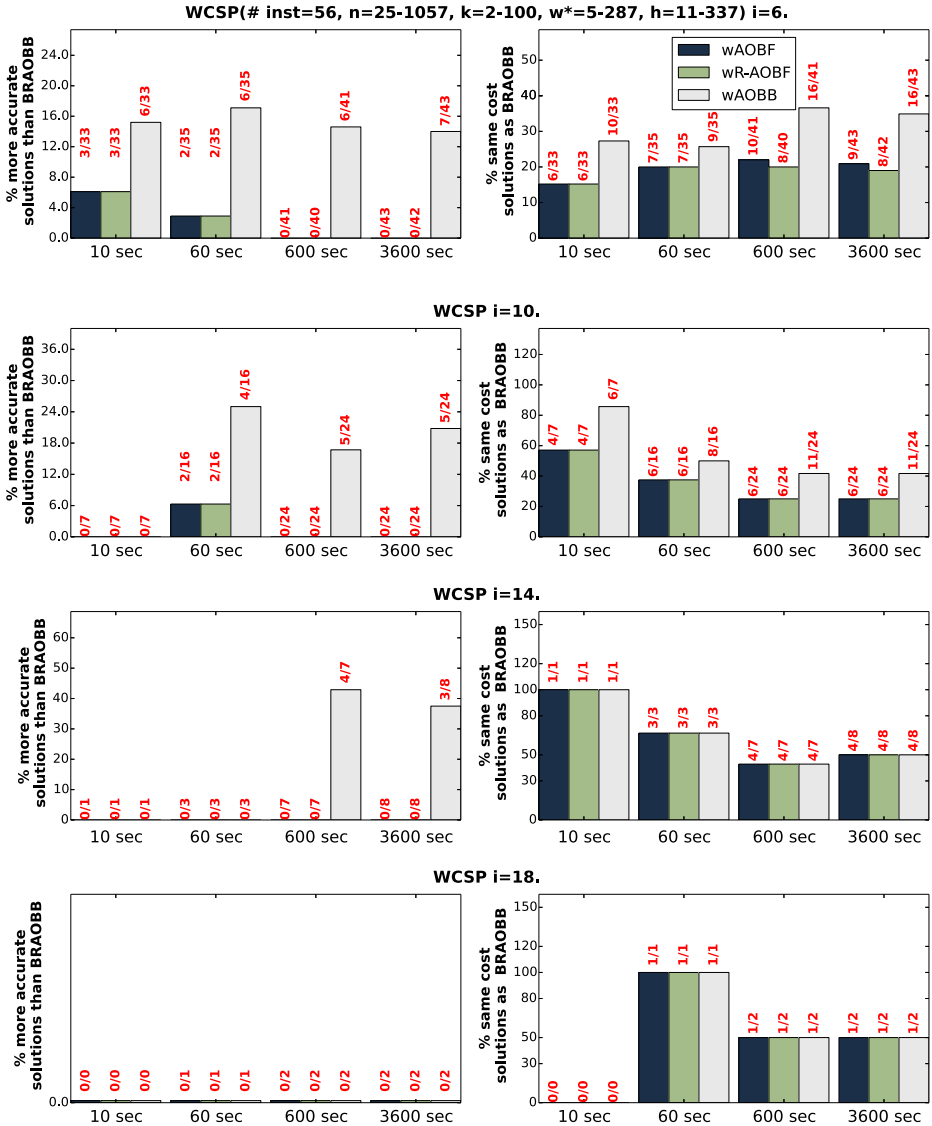 WCSP(# inst=56, n=25-1057, k=2-100, w*=5-287, h=11-337) i=6.
% more accurate
solutions than BRAOBB
24.0
20.0
16.0
12.0
8.0
4.0
0.0
3/33 3/33 6/33
2/35 2/35 6/35
0/41 0/40 6/41
0/43 0/42 7/43
10 sec 60 sec 600 sec 3600 sec
% same cost
solutions as BRAOBB
50
40
30
20
10
0
wAOBF
wR-AOBF
wAOBB
6/33 6/33 10/33
7/35 7/35 9/35
10/41 8/40 16/41
9/43 8/42 16/43
10 sec 60 sec 600 sec 3600 sec
WCSP i=10.
% more accurate
solutions than BRAOBB
36.0
30.0
24.0
18.0
12.0
6.0
0.0
0/7 0/7 0/7
2/16 2/16 4/16
0/24 0/24 5/24
0/24 0/24 5/24
10 sec 60 sec 600 sec 3600 sec
% same cost
solutions as BRAOBB
120
100
80
60
40
20
0
4/7 4/7 6/7
6/16 6/16 8/16
6/24 6/24 11/24
6/24 6/24 11/24
10 sec 60 sec 600 sec 3600 sec
WCSP i=14.
% more accurate
solutions than BRAOBB
60
50
40
30
20
10
0
0/1 0/1 0/1
0/3 0/3 0/3
0/7 0/7 4/7
0/8 0/8 3/8
10 sec 60 sec 600 sec 3600 sec
% same cost
solutions as BRAOBB
150
120
100
80
50
30
0
1/1 1/1 1/1
3/3 3/3 3/3
4/7 4/7 4/7
4/8 4/8 4/8
10 sec 60 sec 600 sec 3600 sec
WCSP i=18.
% more accurate
solutions than BRAOBB
0.0
0/0 0/0 0/0
0/1 0/1 0/1
0/2 0/2 0/2
0/2 0/2 0/2
10 sec 60 sec 600 sec 3600 sec
% same cost
solutions as BRAOBB
150
120
100
80
50
30
0
0/0 0/0 0/0
1/1 1/1 1/1
1/2 1/2 1/2
1/2 1/2 1/2
10 sec 60 sec 600 sec 3600 sec